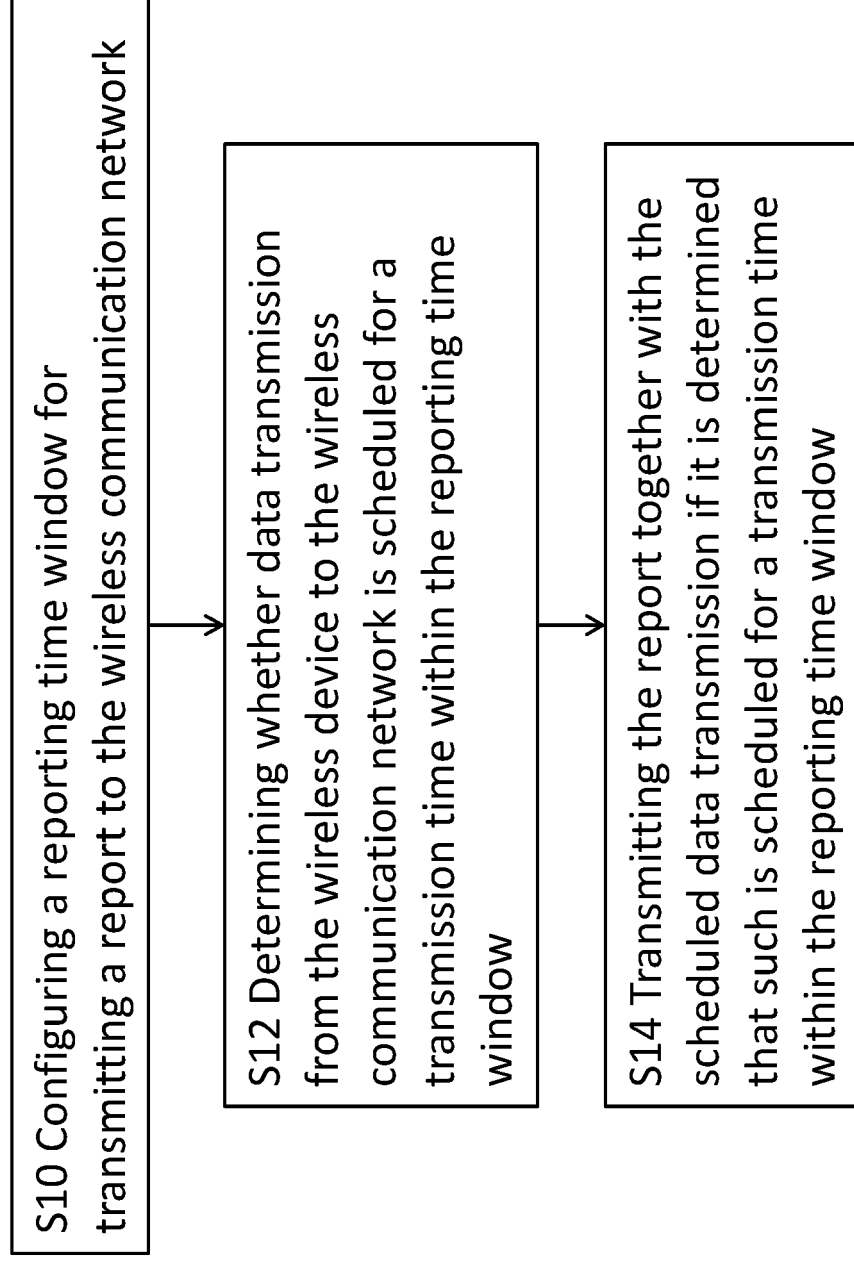 S10 Configuring a reporting time window for
transmitting a report to the wireless communication network
S12 Determining whether data transmission
from the wireless device to the wireless
communication network is scheduled for a
transmission time within the reporting time
window
S14 Transmitting the report together with the
scheduled data transmission if it is determined
that such is scheduled for a transmission time
within the reporting time window